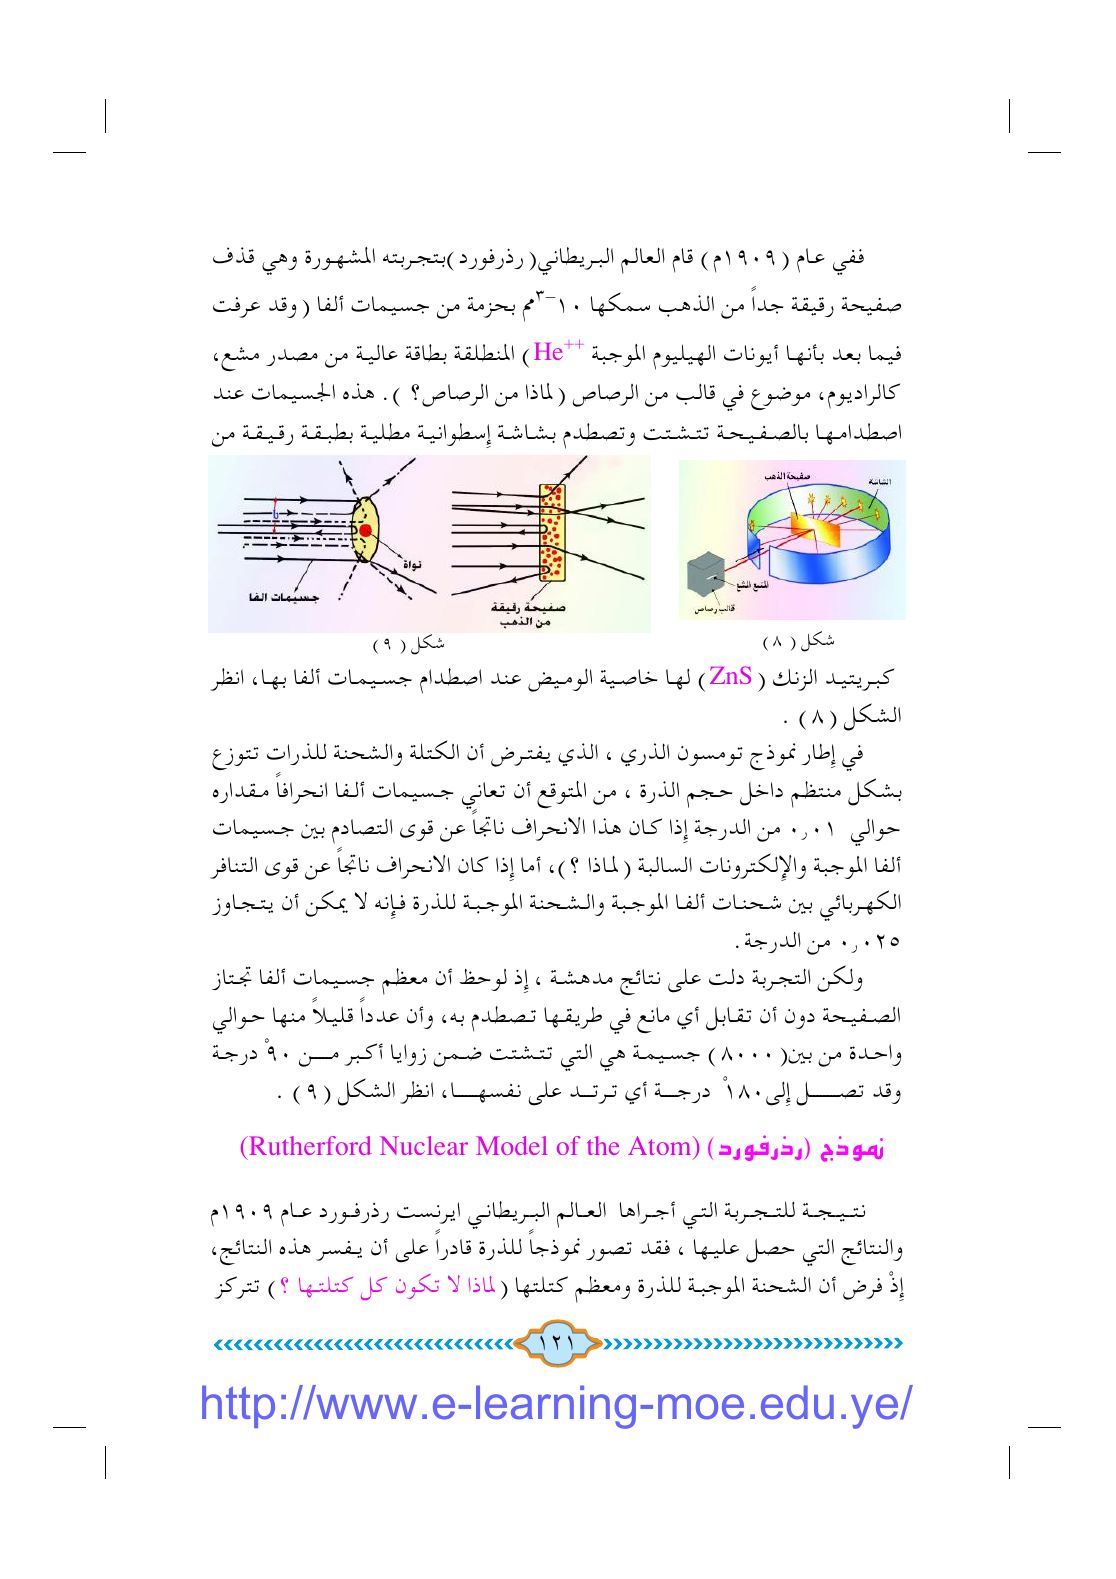 ففي عام ( ١٩٠٩م) قام العالم البريطاني( رذرفورد )بتجربته المشهورة وهي قذف
صفيحة رقيقة جداً من الذهب سمكها ١٠⁻³مم بحزمة من جسيمات ألفا ( وقد عرفت
فيما بعد بأنها أيونات الهيليوم الموجبة He⁺⁺ ) المنطلقة بطاقة عالية من مصدر مشع،
كالراديوم، موضوع في قالب من الرصاص ( لماذا من الرصاص؟ ). هذه الجسيمات عند
اصطدامها بالصفيحة تتشتت وتصطدم بشاشة إسطوانية مطلية بطبقة رقيقة من
صفيحة الذهب
الشاشة
المنبع المشع
قالب رصاص
نواة
جسيمات الفا
صفيحة رقيقة
من الذهب
شكل ( ٨ )
شكل ( ٩ )
كبريتيد الزنك ( ZnS ) لها خاصية الوميض عند اصطدام جسيمات ألفا بها، انظر
الشكل ( ٨ ) .
في إطار نموذج تومسون الذري ، الذي يفترض أن الكتلة والشحنة للذرات تتوزع
بشكل منتظم داخل حجم الذرة ، من المتوقع أن تعاني جسيمات ألفا انحرافاً مقداره
حوالي ٠٫٠١ من الدرجة إذا كان هذا الانحراف ناتجاً عن قوى التصادم بين جسيمات
ألفا الموجبة والإلكترونات السالبة ( لماذا ؟ )، أما إذا كان الانحراف ناتجاً عن قوى التنافر
الكهربائي بين شحنات ألفا الموجبة والشحنة الموجبة للذرة فإنه لا يمكن أن يتجاوز
٠٫٠٢٥ من الدرجة .
ولكن التجربة دلت على نتائج مدهشة ، إذ لوحظ أن معظم جسيمات ألفا تجتاز
الصفيحة دون أن تقابل أي مانع في طريقها تصطدم به، وأن عدداً قليلاً منها حوالي
واحدة من بين( ٨٠٠٠ ) جسيمة هي التي تتشتت ضمن زوايا أكبر من ٩٠ْ درجة
وقد تصل إلى١٨٠ْ درجة أي ترتد على نفسها، انظر الشكل ( ٩ ) .
نموذج (رذرفورد) (Rutherford Nuclear Model of the Atom)
نتيجة للتجربة التي أجراها العالم البريطاني ايرنست رذرفورد عام ١٩٠٩م
والنتائج التي حصل عليها ، فقد تصور نموذجاً للذرة قادراً على أن يفسر هذه النتائج،
إذْ فرض أن الشحنة الموجبة للذرة ومعظم كتلتها ( لماذا لا تكون كل كتلتها ؟ ) تتركز
١٢١
http://www.e-learning-moe.edu.ye/